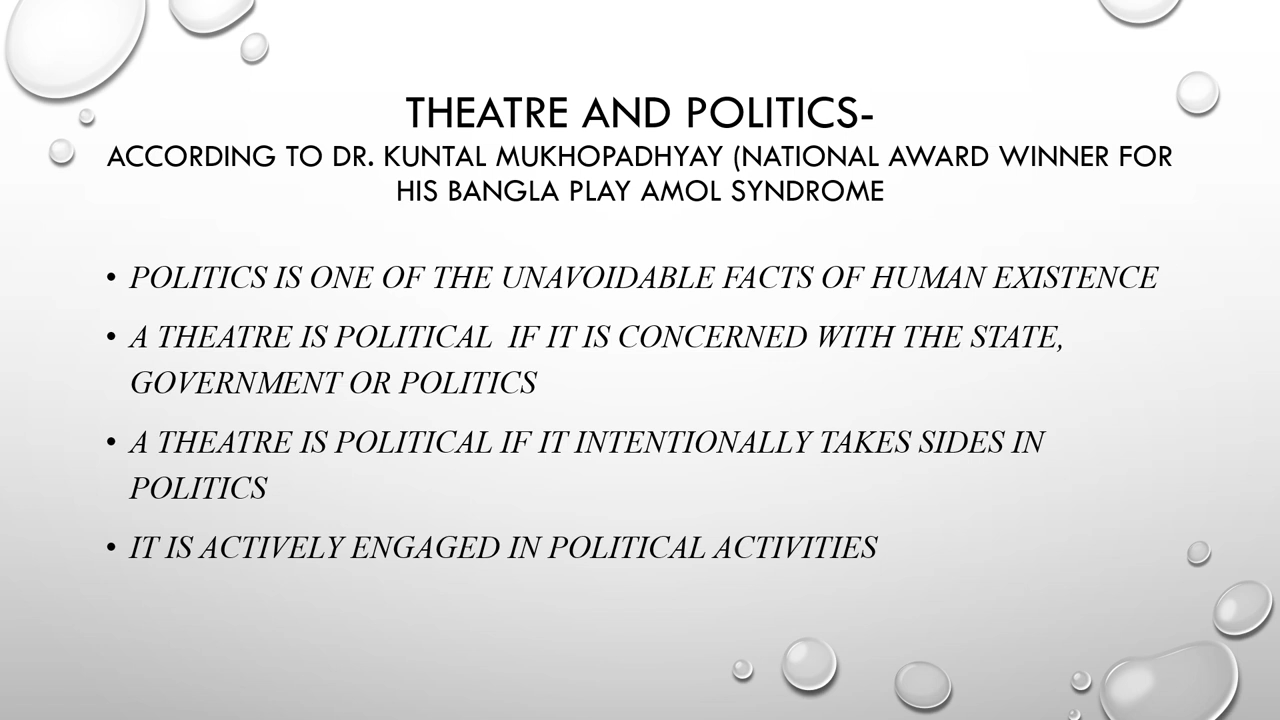 THEATRE AND POLITICS-
ACCORDING TO DR. KUNTAL MUKHOPADHYAY (NATIONAL AWARD WINNER FOR
HIS BANGLA PLAY AMOL SYNDROME
• POLITICS IS ONE OF THE UNAVOIDABLE FACTS OF HUMAN EXISTENCE
• A THEATRE IS POLITICAL  IF IT IS CONCERNED WITH THE STATE,
GOVERNMENT OR POLITICS
• A THEATRE IS POLITICAL IF IT INTENTIONALLY TAKES SIDES IN
POLITICS
• IT IS ACTIVELY ENGAGED IN POLITICAL ACTIVITIES